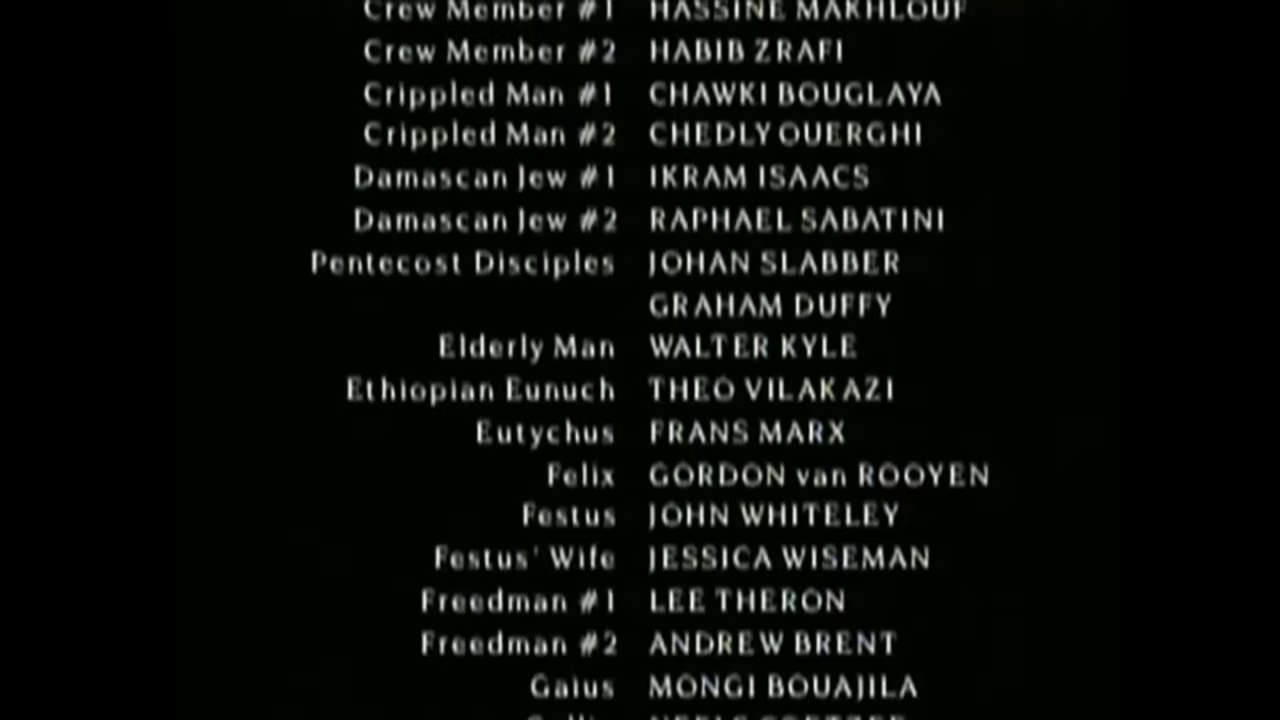 Crew Member #1 HASSINE MAKHLOUF
Crew Member #2 HABIB ZRAFI
Crippled Man #1 CHAWKI BOUGLAYA
Crippled Man #2 CHEDLY OUERGHI
Damascan Jew #1 IKRAM ISAACS
Damascan Jew #2 RAPHAEL SABATINI
Pentecost Disciples JOHAN SLABBER
GRAHAM DUFFY
Elderly Man WALTER KYLE
Ethiopian Eunuch THEO VILAKAZI
Eutychus FRANS MARX
Felix GORDON van ROOYEN
Festus JOHN WHITELEY
Festus' Wife JESSICA WISEMAN
Freedman #1 LEE THERON
Freedman #2 ANDREW BRENT
Gaius MONGI BOUAJILA